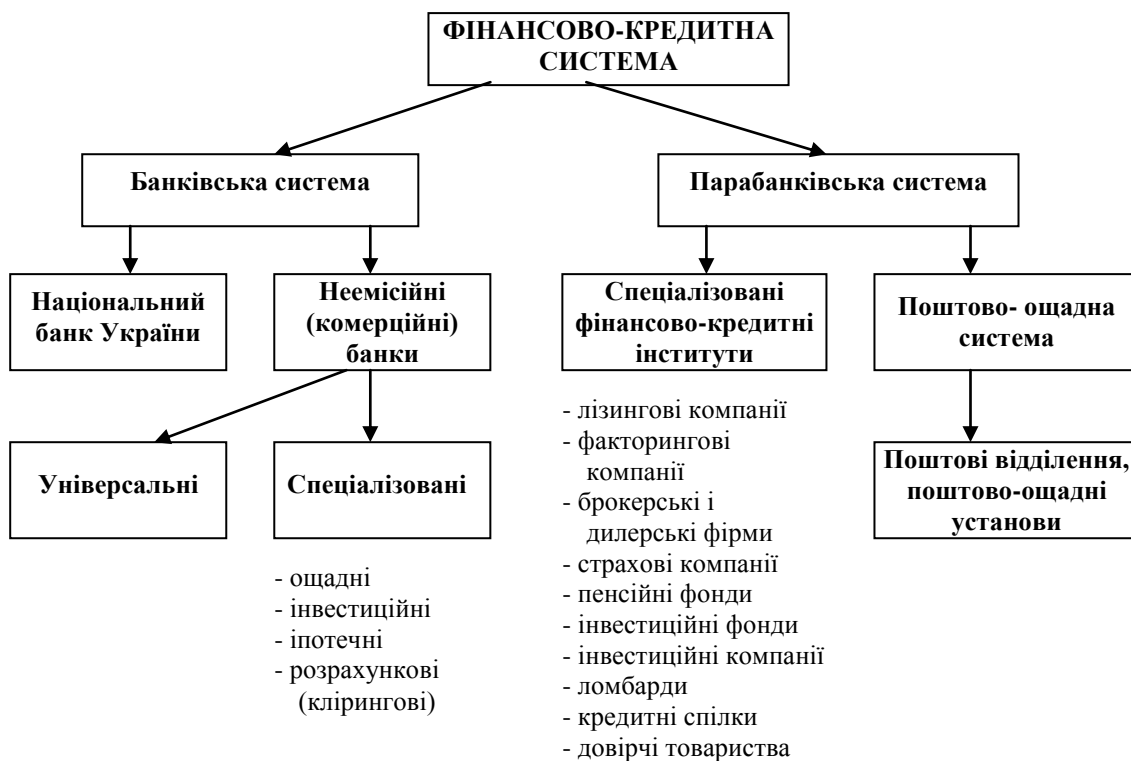 ФІНАНСОВО-КРЕДИТНА
СИСТЕМА
Банківська система
Парабанківська система
Національний
банк України
Неемісійні
(комерційні)
банки
Спеціалізовані
фінансово-кредитні
інститути
Поштово- ощадна
система
Універсальні
Спеціалізовані
- ощадні
- інвестиційні
- іпотечні
- розрахункові
(клірингові)
- лізингові компанії
- факторингові
компанії
- брокерські і
дилерські фірми
- страхові компанії
- пенсійні фонди
- інвестиційні фонди
- інвестиційні компанії
- ломбарди
- кредитні спілки
- довірчі товариства
Поштові відділення,
поштово-ощадні
установи